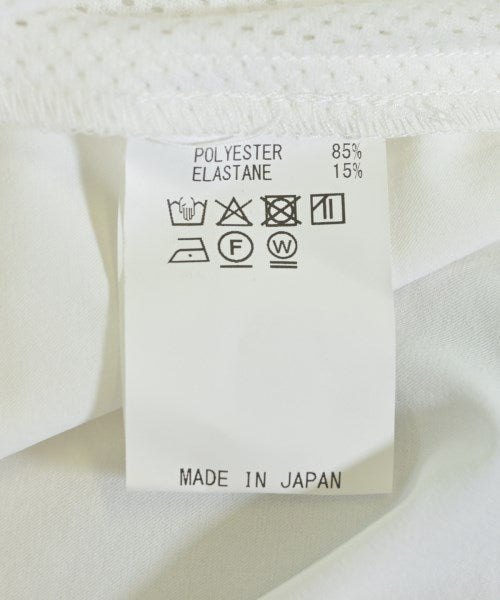 POLYESTER 85%
ELASTANE 15%
F W
MADE IN JAPAN